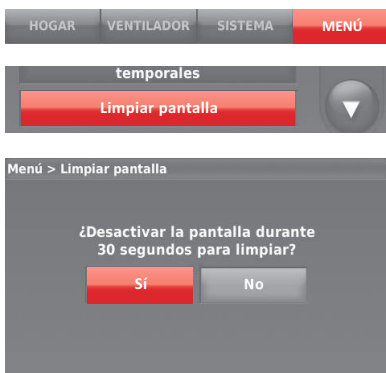 HOGAR VENTILADOR SISTEMA MENÚ
temporales
Limpiar pantalla
Menú > Limpiar pantalla
¿Desactivar la pantalla durante
30 segundos para limpiar?
Sí No